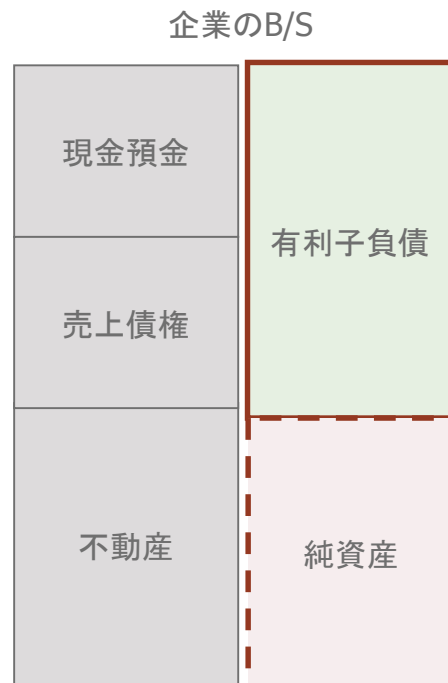 企業のB/S
現金預金
売上債権
不動産
有利子負債
純資産